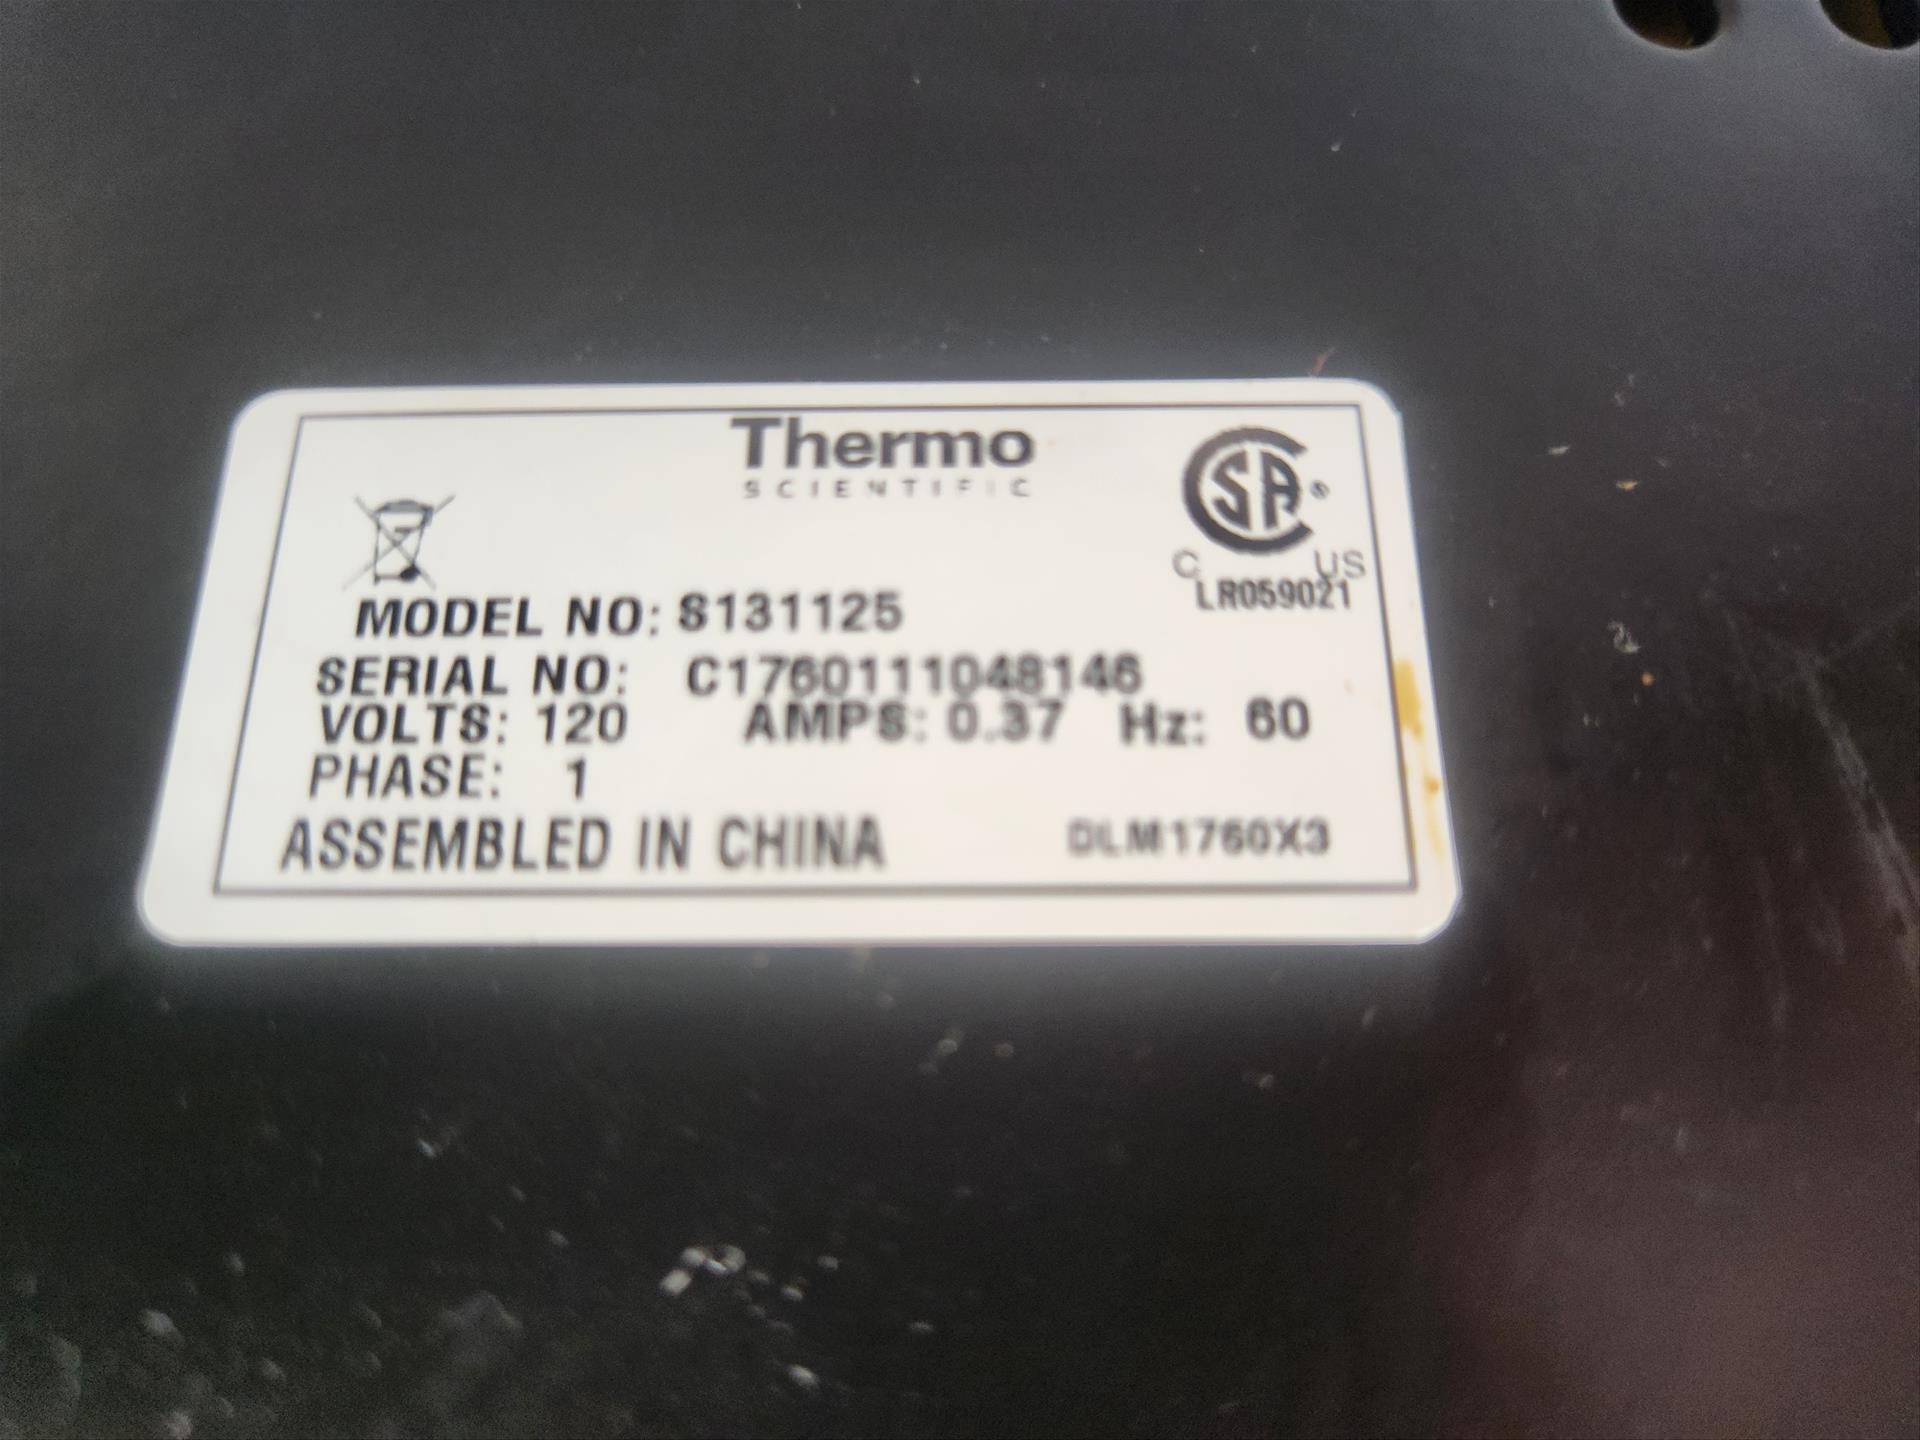 Thermo
SCIENTIFIC
CSA®
C US
LR059021
MODEL NO: S131125
SERIAL NO: C1760111048146
VOLTS: 120 AMPS: 0.37 Hz: 60
PHASE: 1
ASSEMBLED IN CHINA DLM1760X3